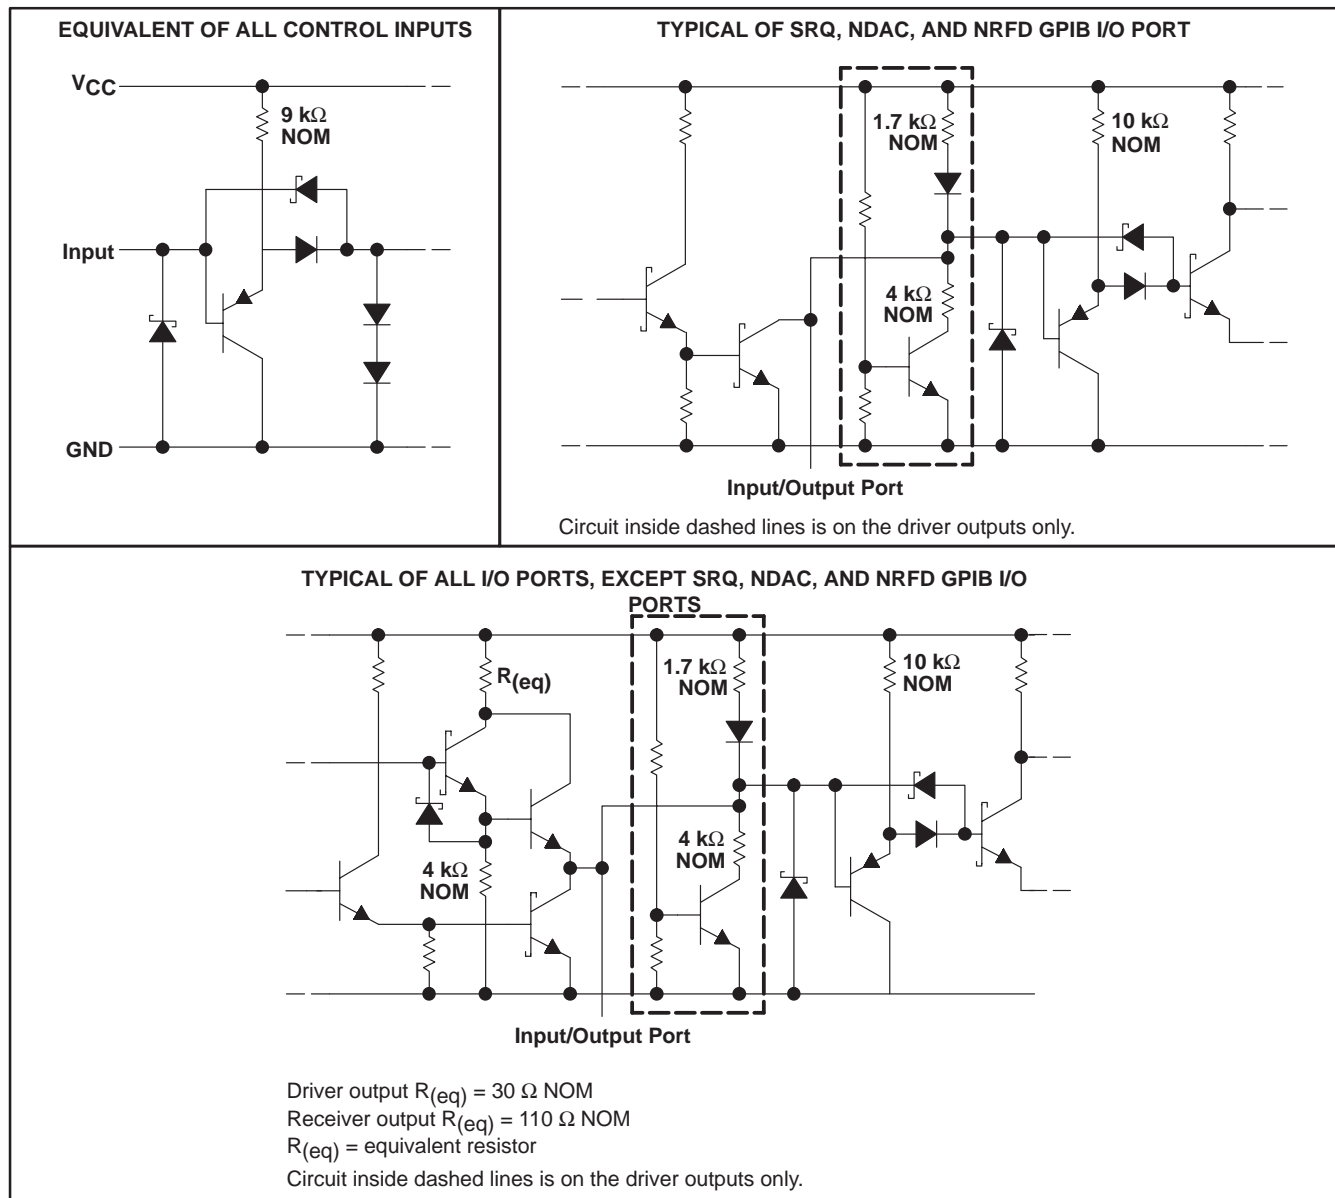 EQUIVALENT OF ALL CONTROL INPUTS
VCC
9 kΩ
NOM
Input
GND
TYPICAL OF SRQ, NDAC, AND NRFD GPIB I/O PORT
1.7 kΩ
NOM
10 kΩ
NOM
4 kΩ
NOM
Input/Output Port
Circuit inside dashed lines is on the driver outputs only.
TYPICAL OF ALL I/O PORTS, EXCEPT SRQ, NDAC, AND NRFD GPIB I/O
PORTS
R(eq)
1.7 kΩ
NOM
10 kΩ
NOM
4 kΩ
NOM
4 kΩ
NOM
Input/Output Port
Driver output R(eq) = 30 Ω NOM
Receiver output R(eq) = 110 Ω NOM
R(eq) = equivalent resistor
Circuit inside dashed lines is on the driver outputs only.